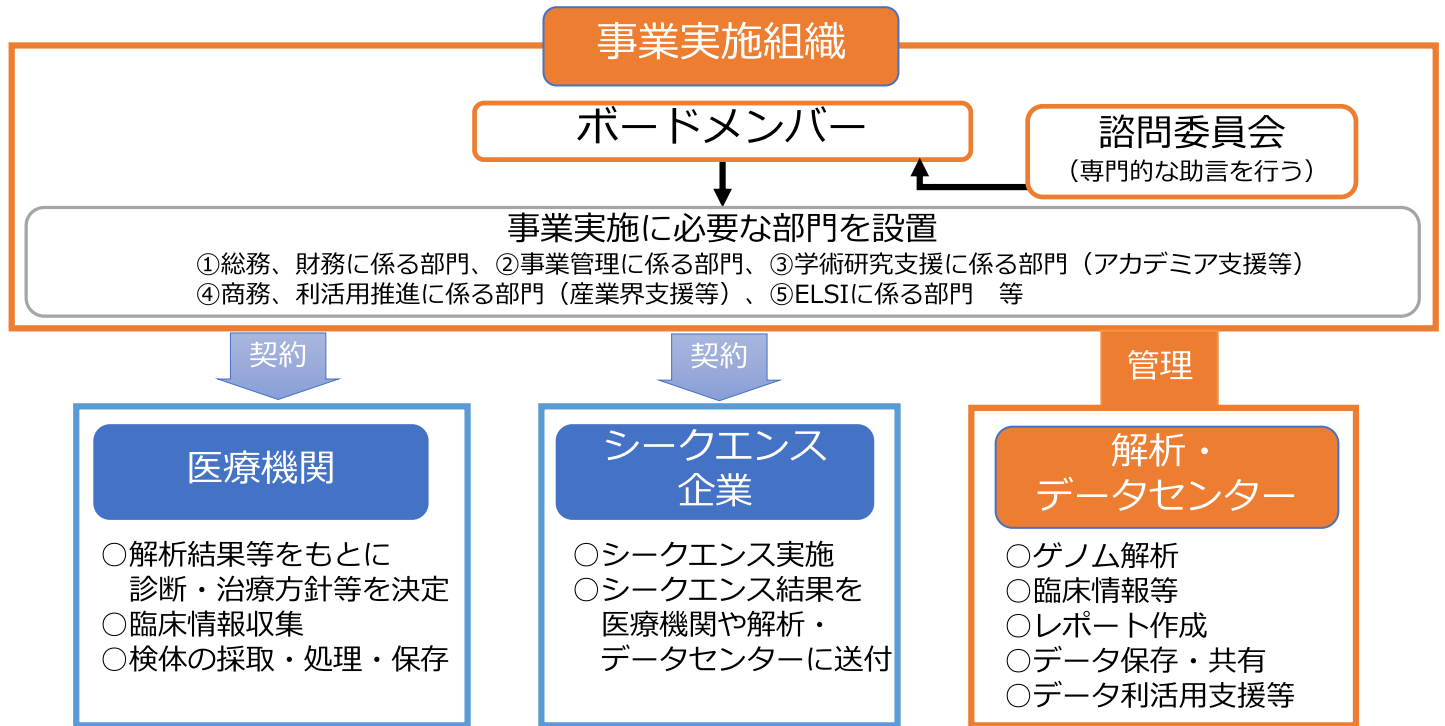 事業実施組織
ボードメンバー
諮問委員会
（専門的な助言を行う）
事業実施に必要な部門を設置
①総務、財務に係る部門、②事業管理に係る部門、③学術研究支援に係る部門（アカデミア支援等）
④商務、利活用推進に係る部門（産業界支援等）、⑤ELSIに係る部門　等
契約
契約
管理
医療機関
○解析結果等をもとに
診断・治療方針等を決定
○臨床情報収集
○検体の採取・処理・保存
シークエンス
企業
○シークエンス実施
○シークエンス結果を
医療機関や解析・
データセンターに送付
解析・
データセンター
○ゲノム解析
○臨床情報等
○レポート作成
○データ保存・共有
○データ利活用支援等